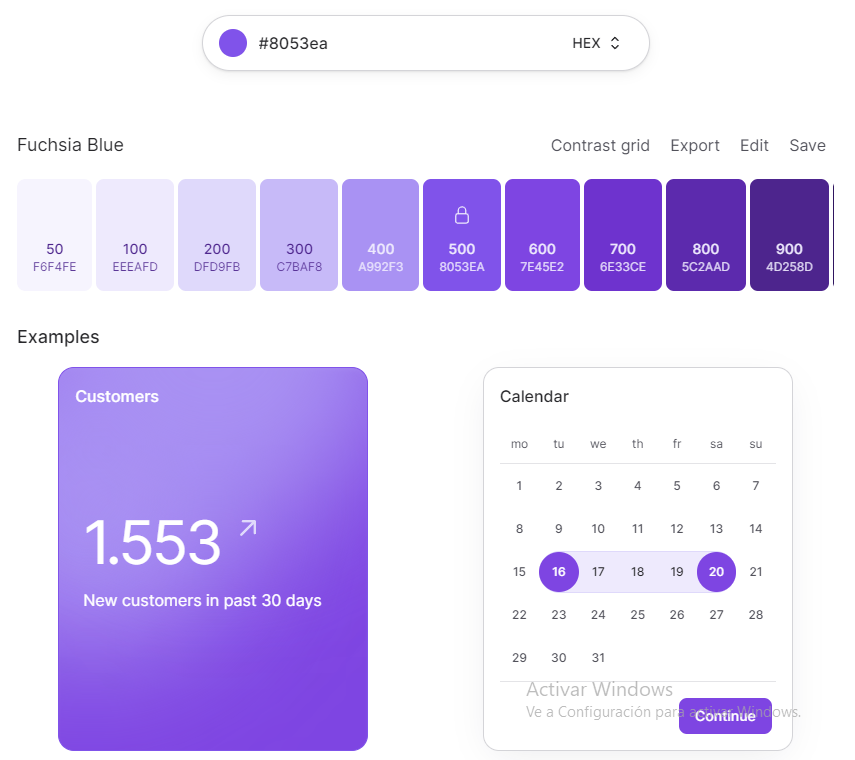 #8053ea HEX
Fuchsia Blue Contrast grid Export Edit Save
50 100 200 300 400 500 600 700 800 900
F6F4FE EEEAFD DFD9FB C7BAF8 A992F3 8053EA 7E45E2 6E33CE 5C2AAD 4D258D
Examples
Customers
1.553
New customers in past 30 days
Calendar
mo tu we th fr sa su
1 2 3 4 5 6 7
8 9 10 11 12 13 14
15 16 17 18 19 20 21
22 23 24 25 26 27 28
29 30 31
Activar Windows
Ve a Configuración para activar Windows.
Continue